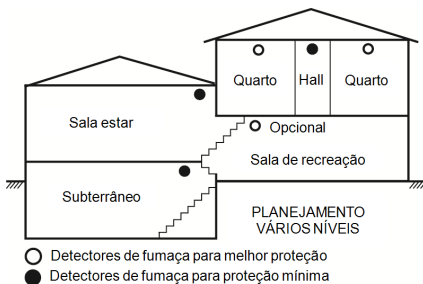 Quarto
Hall
Quarto
Sala estar
Opcional
Sala de recreação
Subterrâneo
PLANEJAMENTO
VÁRIOS NÍVEIS
Detectores de fumaça para melhor proteção
Detectores de fumaça para proteção mínima